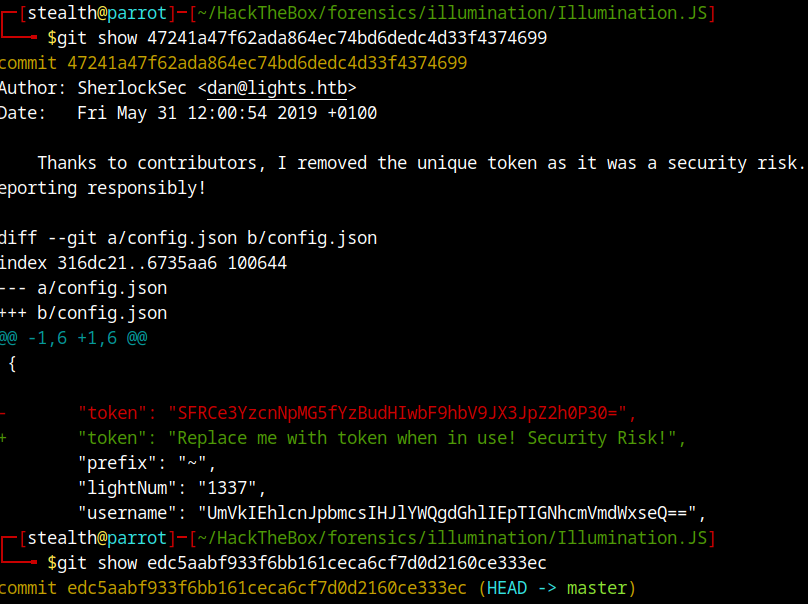 ┌─[stealth@parrot]─[~/HackTheBox/forensics/illumination/Illumination.JS]
└──╼ $git show 47241a47f62ada864ec74bd6dedc4d33f4374699
commit 47241a47f62ada864ec74bd6dedc4d33f4374699
Author: SherlockSec <dan@lights.htb>
Date:   Fri May 31 12:00:54 2019 +0100
    Thanks to contributors, I removed the unique token as it was a security risk.
eporting responsibly!
diff --git a/config.json b/config.json
index 316dc21..6735aa6 100644
--- a/config.json
+++ b/config.json
@@ -1,6 +1,6 @@
 {
-       "token": "SFRCe3YzcnNpMG5fYzBudHIwbF9hbV9JX3JpZ2h0P30=",
+       "token": "Replace me with token when in use! Security Risk!",
        "prefix": "~",
        "lightNum": "1337",
        "username": "UmVkIEhlcnJpbmcsIHJlYWQgdGhlIEpTIGNhcmVmdWxseQ==",
┌─[stealth@parrot]─[~/HackTheBox/forensics/illumination/Illumination.JS]
└──╼ $git show edc5aabf933f6bb161ceca6cf7d0d2160ce333ec
commit edc5aabf933f6bb161ceca6cf7d0d2160ce333ec (HEAD -> master)